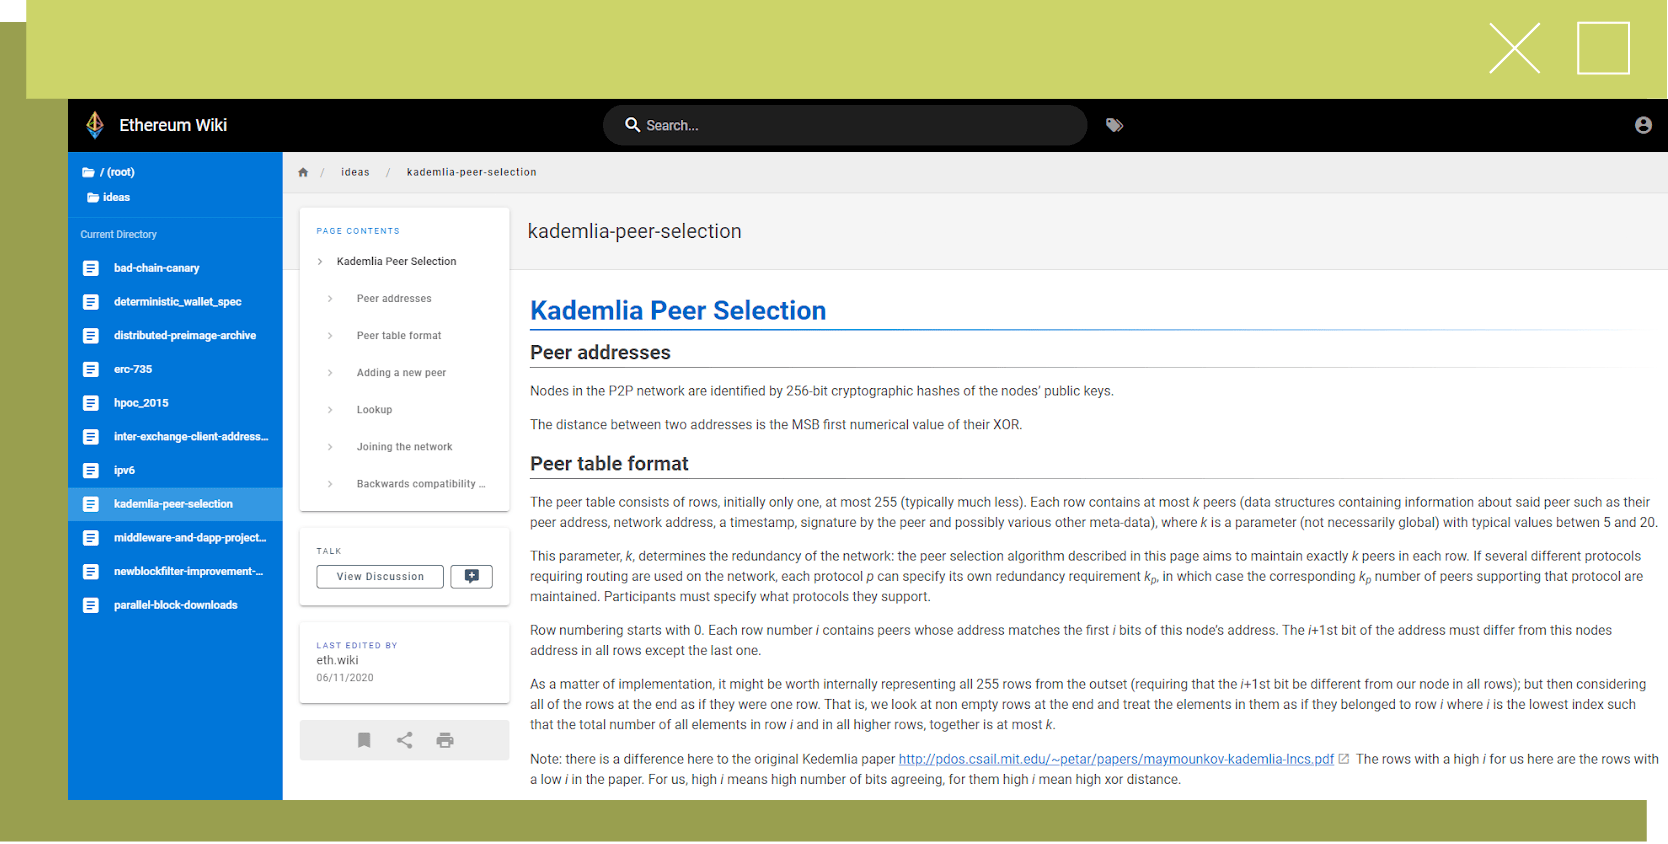 Ethereum Wiki
Search...
/ (root)
ideas
Current Directory
bad-chain-canary
deterministic_wallet_spec
distributed-preimage-archive
erc-735
hpoc_2015
inter-exchange-client-address...
ipv6
kademlia-peer-selection
middleware-and-dapp-project...
newblockfilter-improvement-...
parallel-block-downloads
/ ideas / kademlia-peer-selection
PAGE CONTENTS
Kademlia Peer Selection
Peer addresses
Peer table format
Adding a new peer
Lookup
Joining the network
Backwards compatibility ...
TALK
View Discussion
LAST EDITED BY
eth.wiki
06/11/2020
kademlia-peer-selection
Kademlia Peer Selection
Peer addresses
Nodes in the P2P network are identified by 256-bit cryptographic hashes of the nodes' public keys.
The distance between two addresses is the MSB first numerical value of their XOR.
Peer table format
The peer table consists of rows, initially only one, at most 255 (typically much less). Each row contains at most k peers (data structures containing information about said peer such as their
peer address, network address, a timestamp, signature by the peer and possibly various other meta-data), where k is a parameter (not necessarily global) with typical values betwen 5 and 20.
This parameter, k, determines the redundancy of the network: the peer selection algorithm described in this page aims to maintain exactly k peers in each row. If several different protocols
requiring routing are used on the network, each protocol p can specify its own redundancy requirement kp, in which case the corresponding kp number of peers supporting that protocol are
maintained. Participants must specify what protocols they support.
Row numbering starts with 0. Each row number i contains peers whose address matches the first i bits of this node's address. The i+1st bit of the address must differ from this nodes
address in all rows except the last one.
As a matter of implementation, it might be worth internally representing all 255 rows from the outset (requiring that the i+1st bit be different from our node in all rows); but then considering
all of the rows at the end as if they were one row. That is, we look at non empty rows at the end and treat the elements in them as if they belonged to row i where i is the lowest index such
that the total number of all elements in row i and in all higher rows, together is at most k.
Note: there is a difference here to the original Kedemlia paper http://pdos.csail.mit.edu/~petar/papers/maymounkov-kademlia-lncs.pdf The rows with a high i for us here are the rows with
a low i in the paper. For us, high i means high number of bits agreeing, for them high i mean high xor distance.